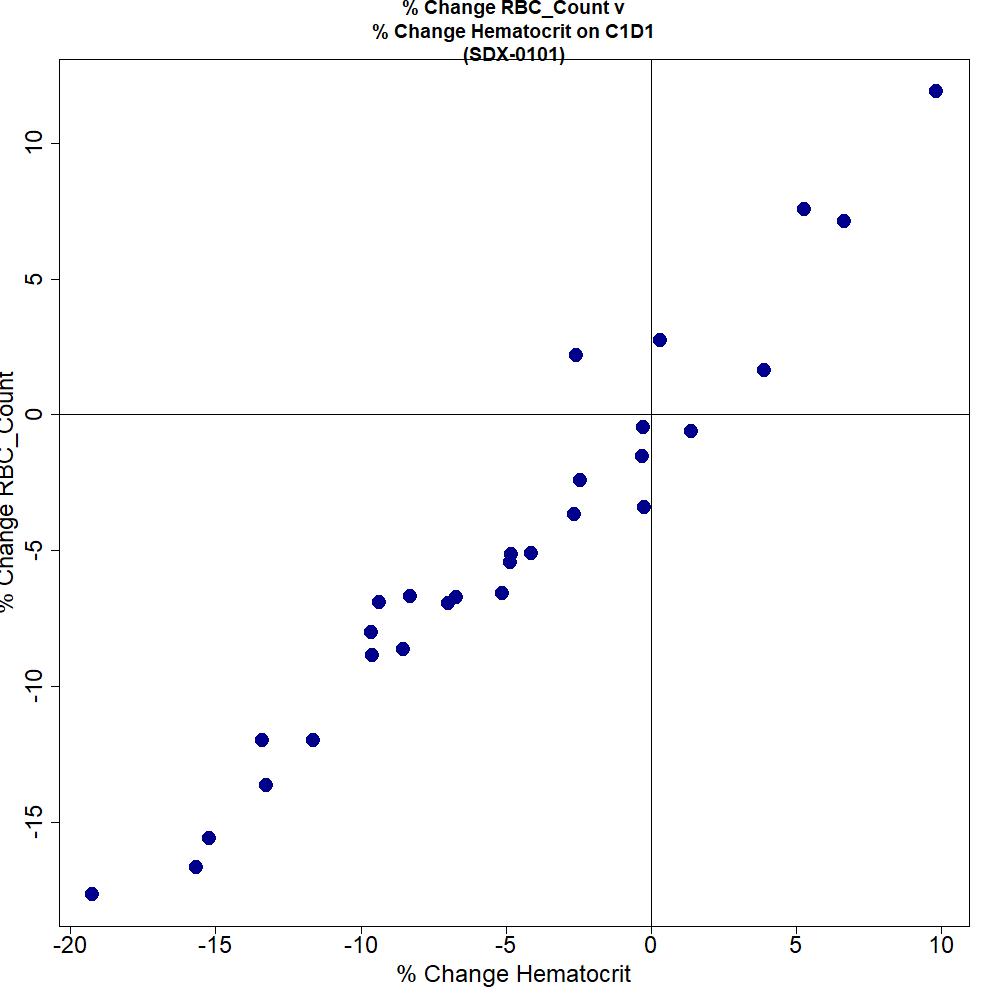 % Change RBC_Count v
% Change Hematocrit on C1D1
(SDX-0101)
% Change RBC_Count
10
5
0
-5
-10
-15
-20
-15
-10
-5
0
5
10
% Change Hematocrit